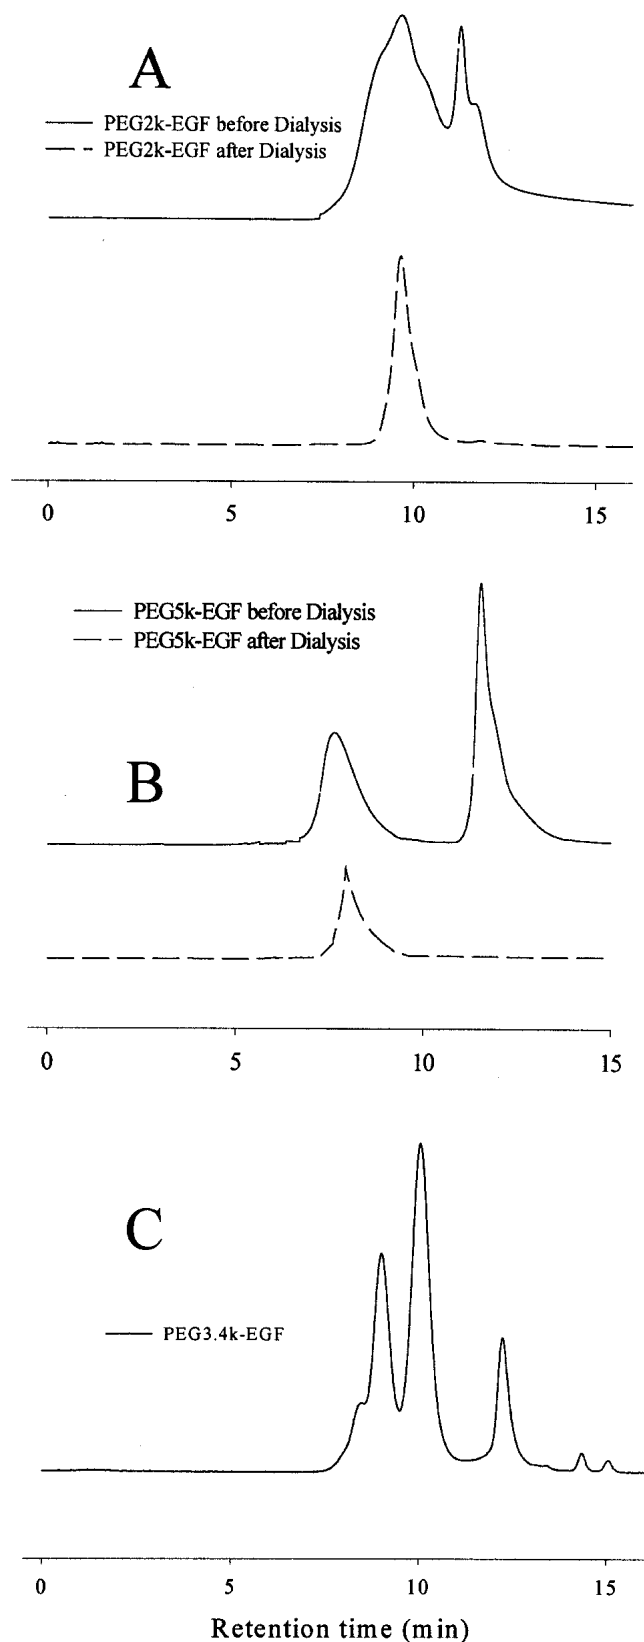 A
PEG2k-EGF before Dialysis
PEG2k-EGF after Dialysis
0 5 10 15
PEG5k-EGF before Dialysis
PEG5k-EGF after Dialysis
B
0 5 10 15
C
PEG3.4k-EGF
0 5 10 15
Retention time (min)